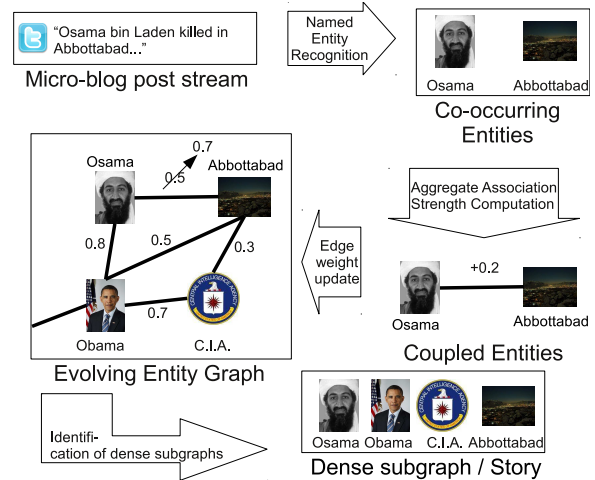 “Osama bin Laden killed in
Abbottabad...”
Micro-blog post stream
Named
Entity
Recognition
Osama
Abbottabad
Co-occurring
Entities
Aggregate Association
Strength Computation
+0.2
Osama
Abbottabad
Coupled Entities
Edge
weight
update
0.7
Osama
Abbottabad
0.5
0.8
0.5
0.3
0.7
CENTRAL INTELLIGENCE AGENCY
Obama
C.I.A.
Evolving Entity Graph
Identifi-
cation of dense subgraphs
Osama Obama C.I.A. Abbottabad
Dense subgraph / Story